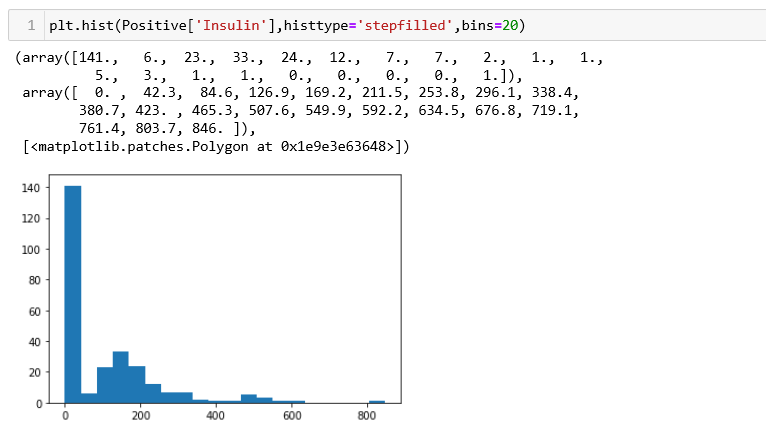 1 plt.hist(Positive['Insulin'],histtype='stepfilled',bins=20)
(array([141., 6., 23., 33., 24., 12., 7., 7., 2., 1., 1.,
5., 3., 1., 1., 0., 0., 0., 0., 1.]),
array([ 0. , 42.3, 84.6, 126.9, 169.2, 211.5, 253.8, 296.1, 338.4,
380.7, 423. , 465.3, 507.6, 549.9, 592.2, 634.5, 676.8, 719.1,
761.4, 803.7, 846. ]),
[<matplotlib.patches.Polygon at 0x1e9e3e63648>])
140
120
100
80
60
40
20
0
0 200 400 600 800